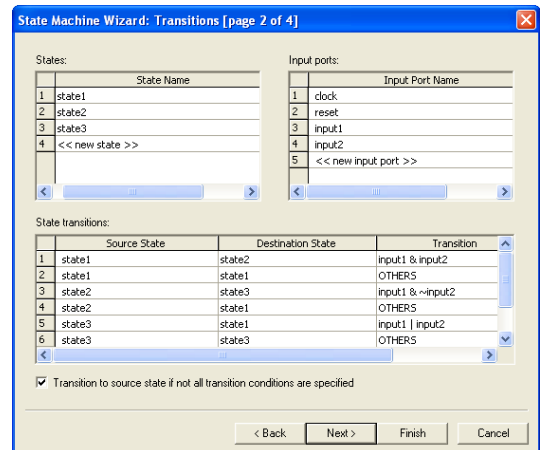 State Machine Wizard: Transitions [page 2 of 4]
States:
State Name
1 state1
2 state2
3 state3
4 << new state >>
Input ports:
Input Port Name
1 clock
2 reset
3 input1
4 input2
5 << new input port >>
State transitions:
Source State Destination State Transition
1 state1 state2 input1 & input2
2 state1 state1 OTHERS
3 state2 state3 input1 & ~input2
4 state2 state1 OTHERS
5 state3 state1 input1 | input2
6 state3 state3 OTHERS
Transition to source state if not all transition conditions are specified
< Back Next > Finish Cancel